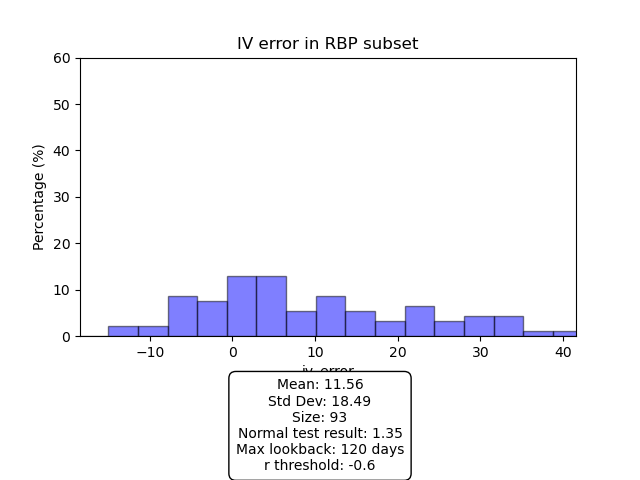 IV error in RBP subset
Percentage (%)
60
50
40
30
20
10
0
−10
0
10
20
30
40
iv_error
Mean: 11.56
Std Dev: 18.49
Size: 93
Normal test result: 1.35
Max lookback: 120 days
r threshold: -0.6